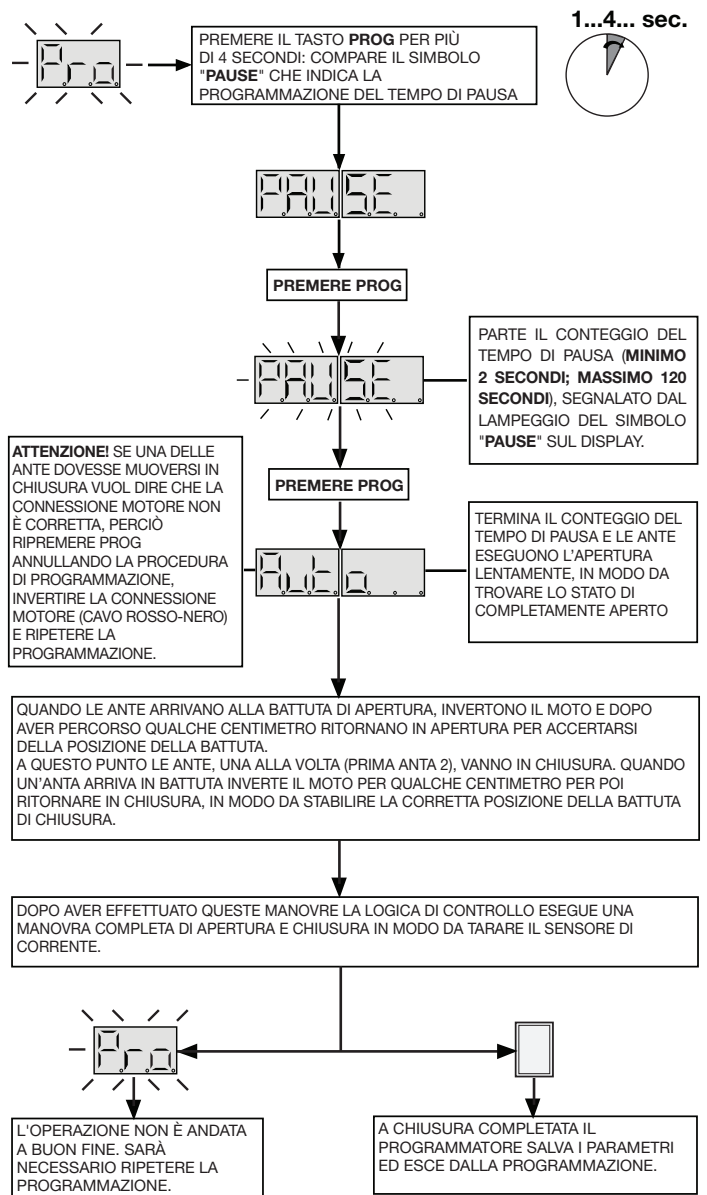 1...4... sec.
Pro
PREMERE IL TASTO PROG PER PIÙ
DI 4 SECONDI: COMPARE IL SIMBOLO
"PAUSE" CHE INDICA LA
PROGRAMMAZIONE DEL TEMPO DI PAUSA
PAUSE
PREMERE PROG
PAUSE
PARTE IL CONTEGGIO DEL
TEMPO DI PAUSA (MINIMO
2 SECONDI; MASSIMO 120
SECONDI), SEGNALATO DAL
LAMPEGGIO DEL SIMBOLO
"PAUSE" SUL DISPLAY.
PREMERE PROG
ATTENZIONE! SE UNA DELLE
ANTE DOVESSE MUOVERSI IN
CHIUSURA VUOL DIRE CHE LA
CONNESSIONE MOTORE NON
È CORRETTA, PERCIÒ
RIPREMERE PROG
ANNULLANDO LA PROCEDURA
DI PROGRAMMAZIONE,
INVERTIRE LA CONNESSIONE
MOTORE (CAVO ROSSO-NERO)
E RIPETERE LA
PROGRAMMAZIONE.
Auto
TERMINA IL CONTEGGIO DEL
TEMPO DI PAUSA E LE ANTE
ESEGUONO L'APERTURA
LENTAMENTE, IN MODO DA
TROVARE LO STATO DI
COMPLETAMENTE APERTO
QUANDO LE ANTE ARRIVANO ALLA BATTUTA DI APERTURA, INVERTONO IL MOTO E DOPO
AVER PERCORSO QUALCHE CENTIMETRO RITORNANO IN APERTURA PER ACCERTARSI
DELLA POSIZIONE DELLA BATTUTA.
A QUESTO PUNTO LE ANTE, UNA ALLA VOLTA (PRIMA ANTA 2), VANNO IN CHIUSURA. QUANDO
UN'ANTA ARRIVA IN BATTUTA INVERTE IL MOTO PER QUALCHE CENTIMETRO PER POI
RITORNARE IN CHIUSURA, IN MODO DA STABILIRE LA CORRETTA POSIZIONE DELLA BATTUTA
DI CHIUSURA.
DOPO AVER EFFETTUATO QUESTE MANOVRE LA LOGICA DI CONTROLLO ESEGUE UNA
MANOVRA COMPLETA DI APERTURA E CHIUSURA IN MODO DA TARARE IL SENSORE DI
CORRENTE.
Pro
L'OPERAZIONE NON È ANDATA
A BUON FINE. SARÀ
NECESSARIO RIPETERE LA
PROGRAMMAZIONE.
A CHIUSURA COMPLETATA IL
PROGRAMMATORE SALVA I PARAMETRI
ED ESCE DALLA PROGRAMMAZIONE.